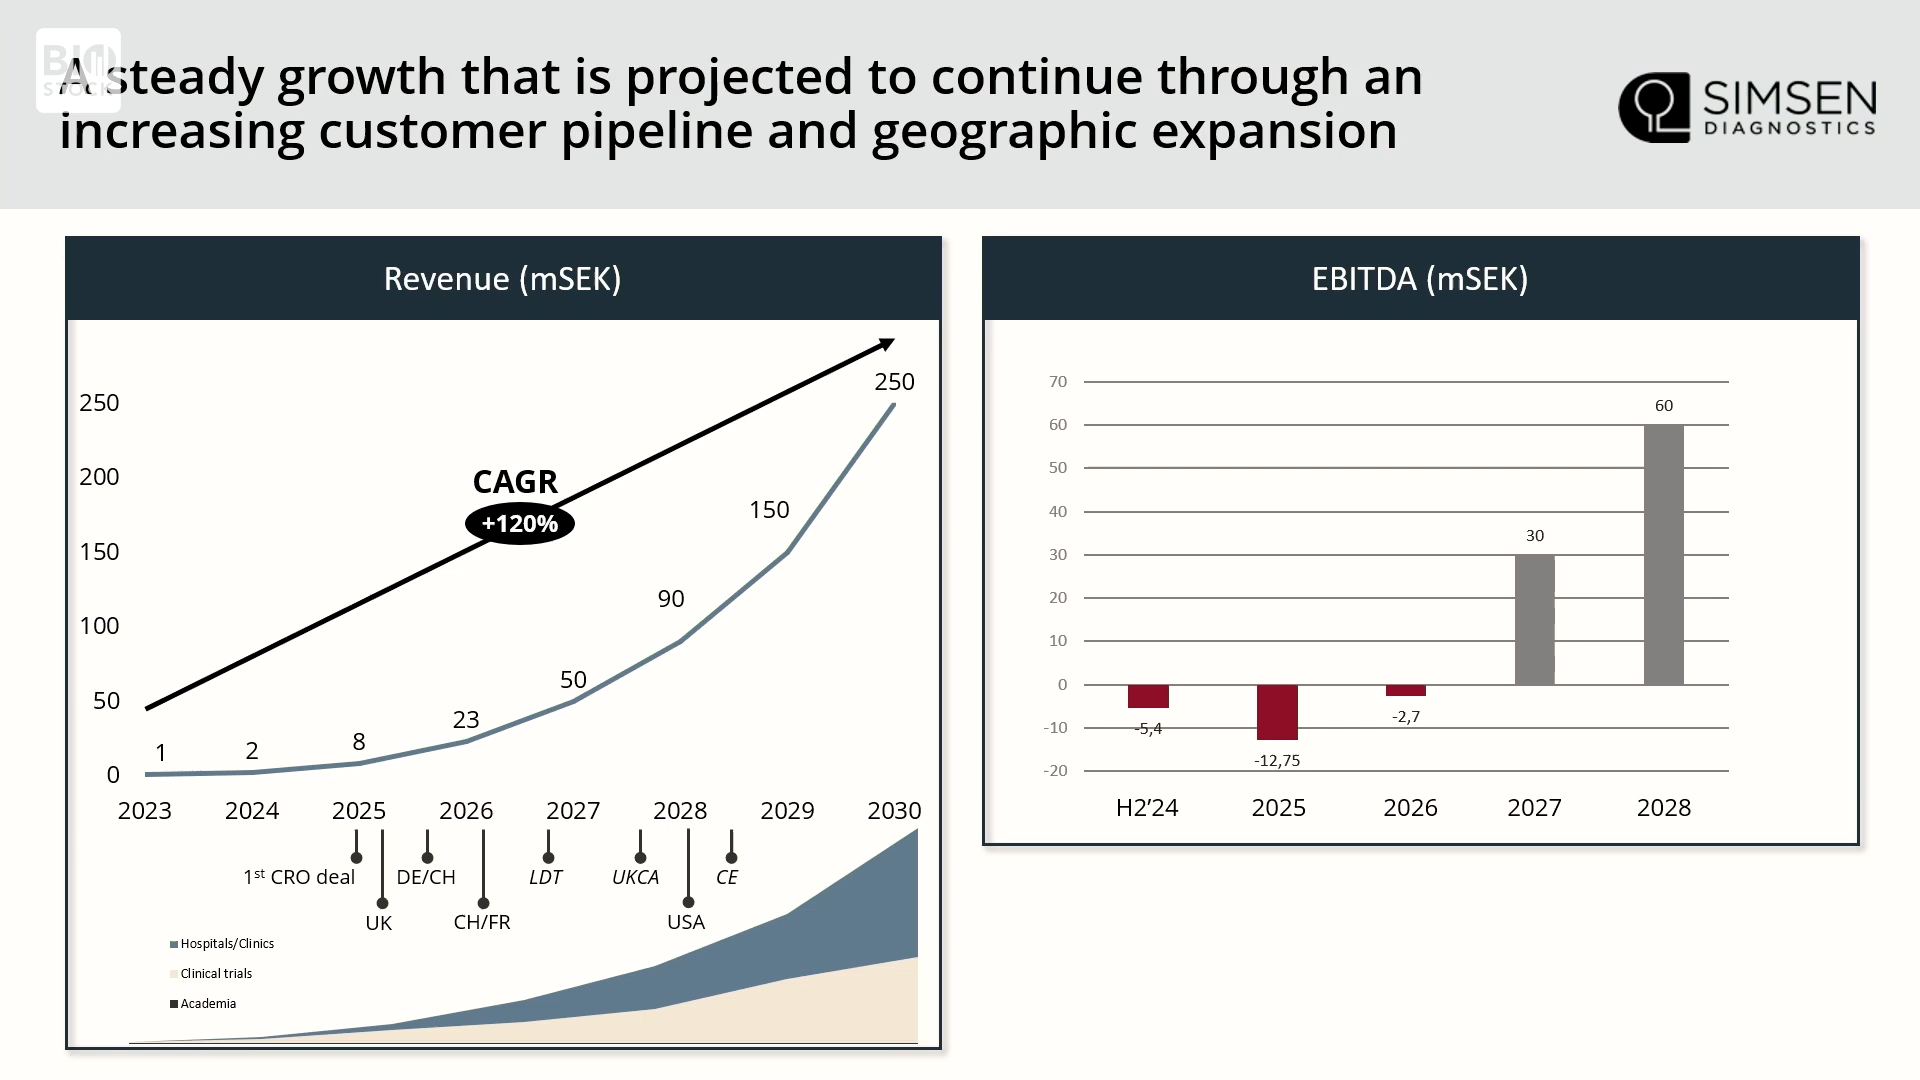 BIO
STOCK
A steady growth that is projected to continue through an
increasing customer pipeline and geographic expansion
SIMSEN
DIAGNOSTICS
Revenue (mSEK)
250
200
150
100
50
0
CAGR
+120%
1
2
8
23
50
90
150
250
2023 2024 2025 2026 2027 2028 2029 2030
1st CRO deal DE/CH LDT UKCA CE
UK CH/FR USA
Hospitals/Clinics
Clinical trials
Academia
EBITDA (mSEK)
70
60
50
40
30
20
10
0
-10
-20
-5,4
-12,75
-2,7
30
60
H2’24 2025 2026 2027 2028